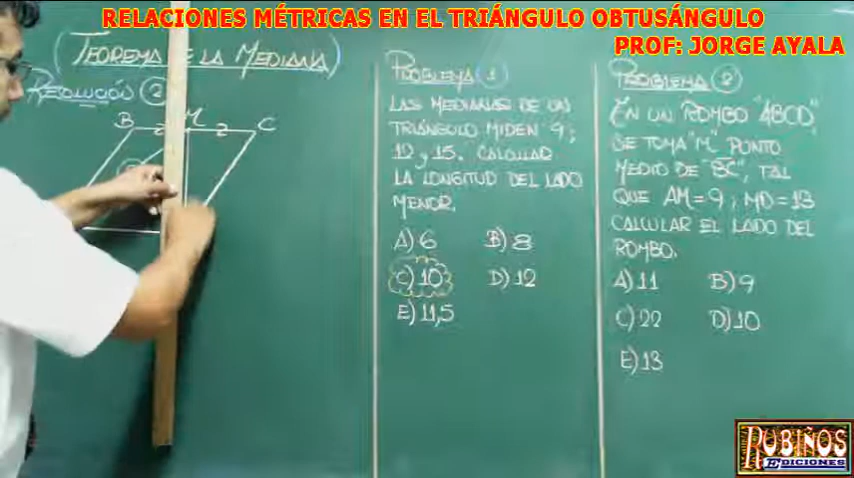 RELACIONES MÉTRICAS EN EL TRIÁNGULO OBTUSÁNGULO
PROF: JORGE AYALA
TEOREMA DE LA MEDIANA
RESOLUCIÓN 2
B M C
PROBLEMA 1
LAS MEDIANAS DE UN
TRIÁNGULO MIDEN 9;
12 y 15. CALCULAR
LA LONGITUD DEL LADO
MENOR.
A) 6 B) 8
C) 10 D) 12
E) 11,5
PROBLEMA 2
EN UN ROMBO "ABCD"
SE TOMA "M" PUNTO
MEDIO DE "BC", TAL
QUE AM=9; MD=13
CALCULAR EL LADO DEL
ROMBO.
A) 11 B) 9
C) 22 D) 10
E) 13
RUBIÑOS
EDICIONES